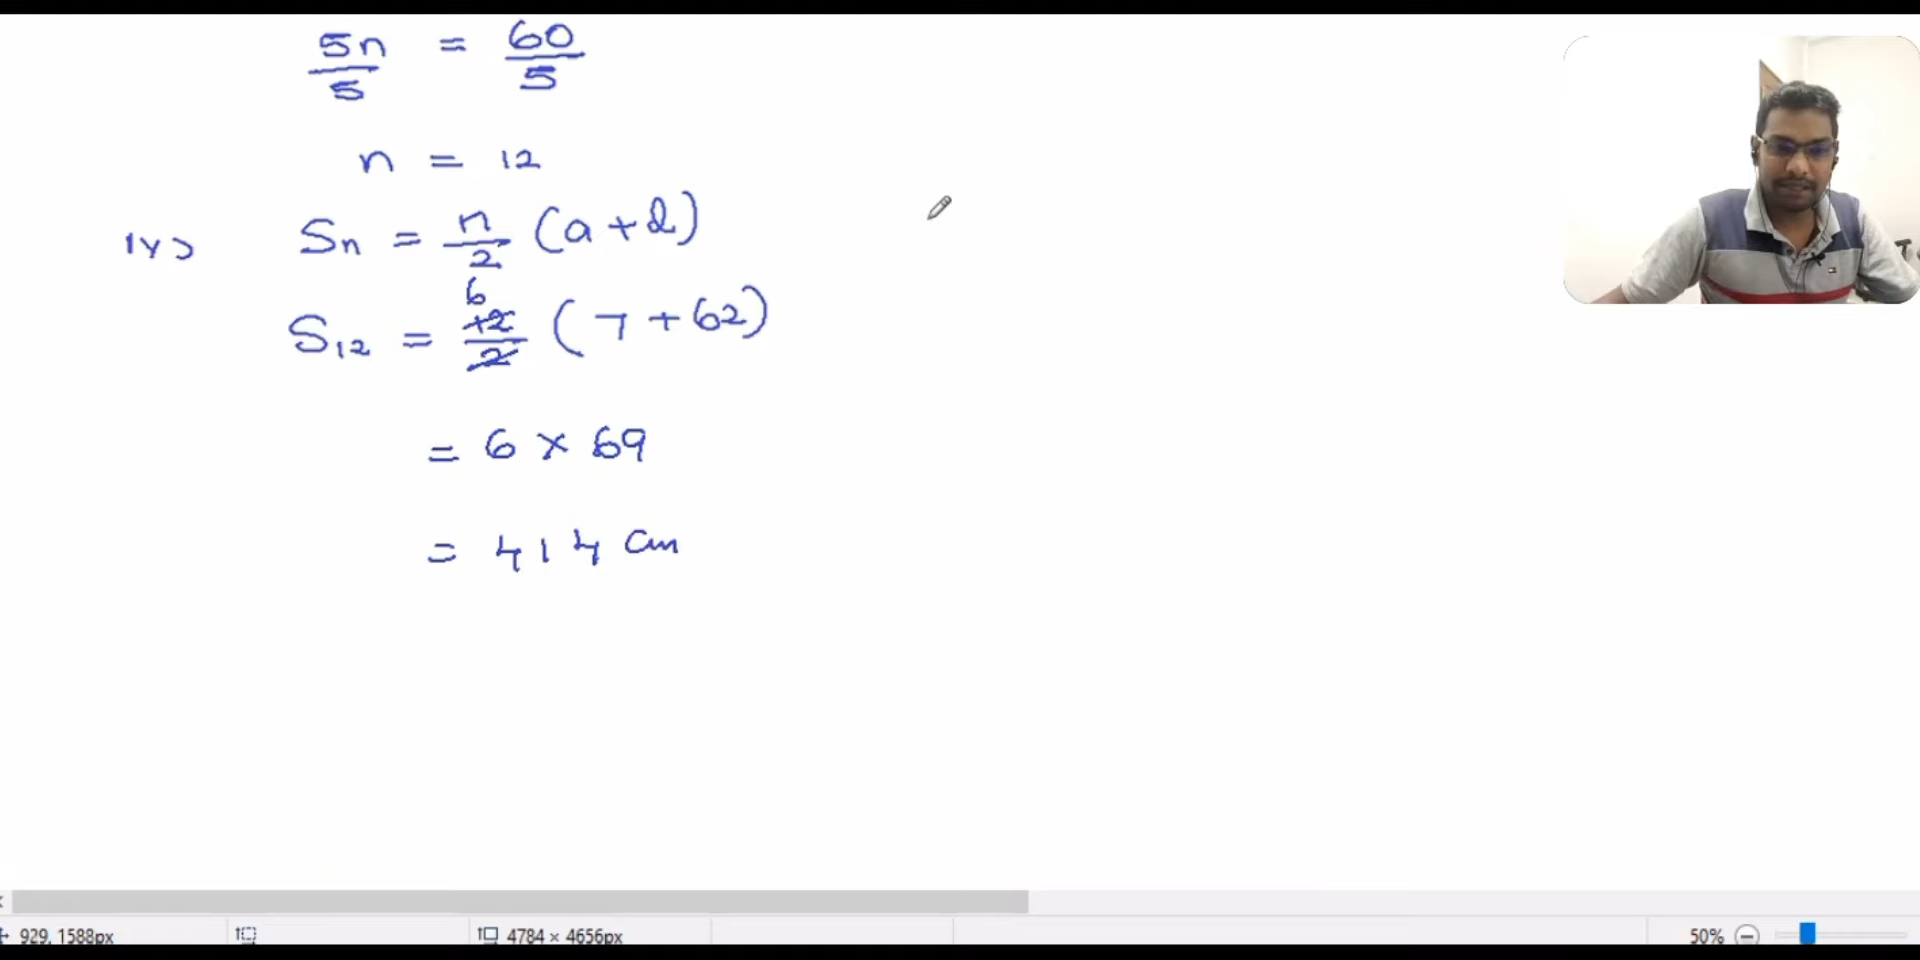 5n/5 = 60/5
n = 12
iv) Sn = n/2 (a + l)
6
S12 = 12/2 (7 + 62)
= 6 × 69
= 414 cm
929, 1588px 4784 × 4656px 50%